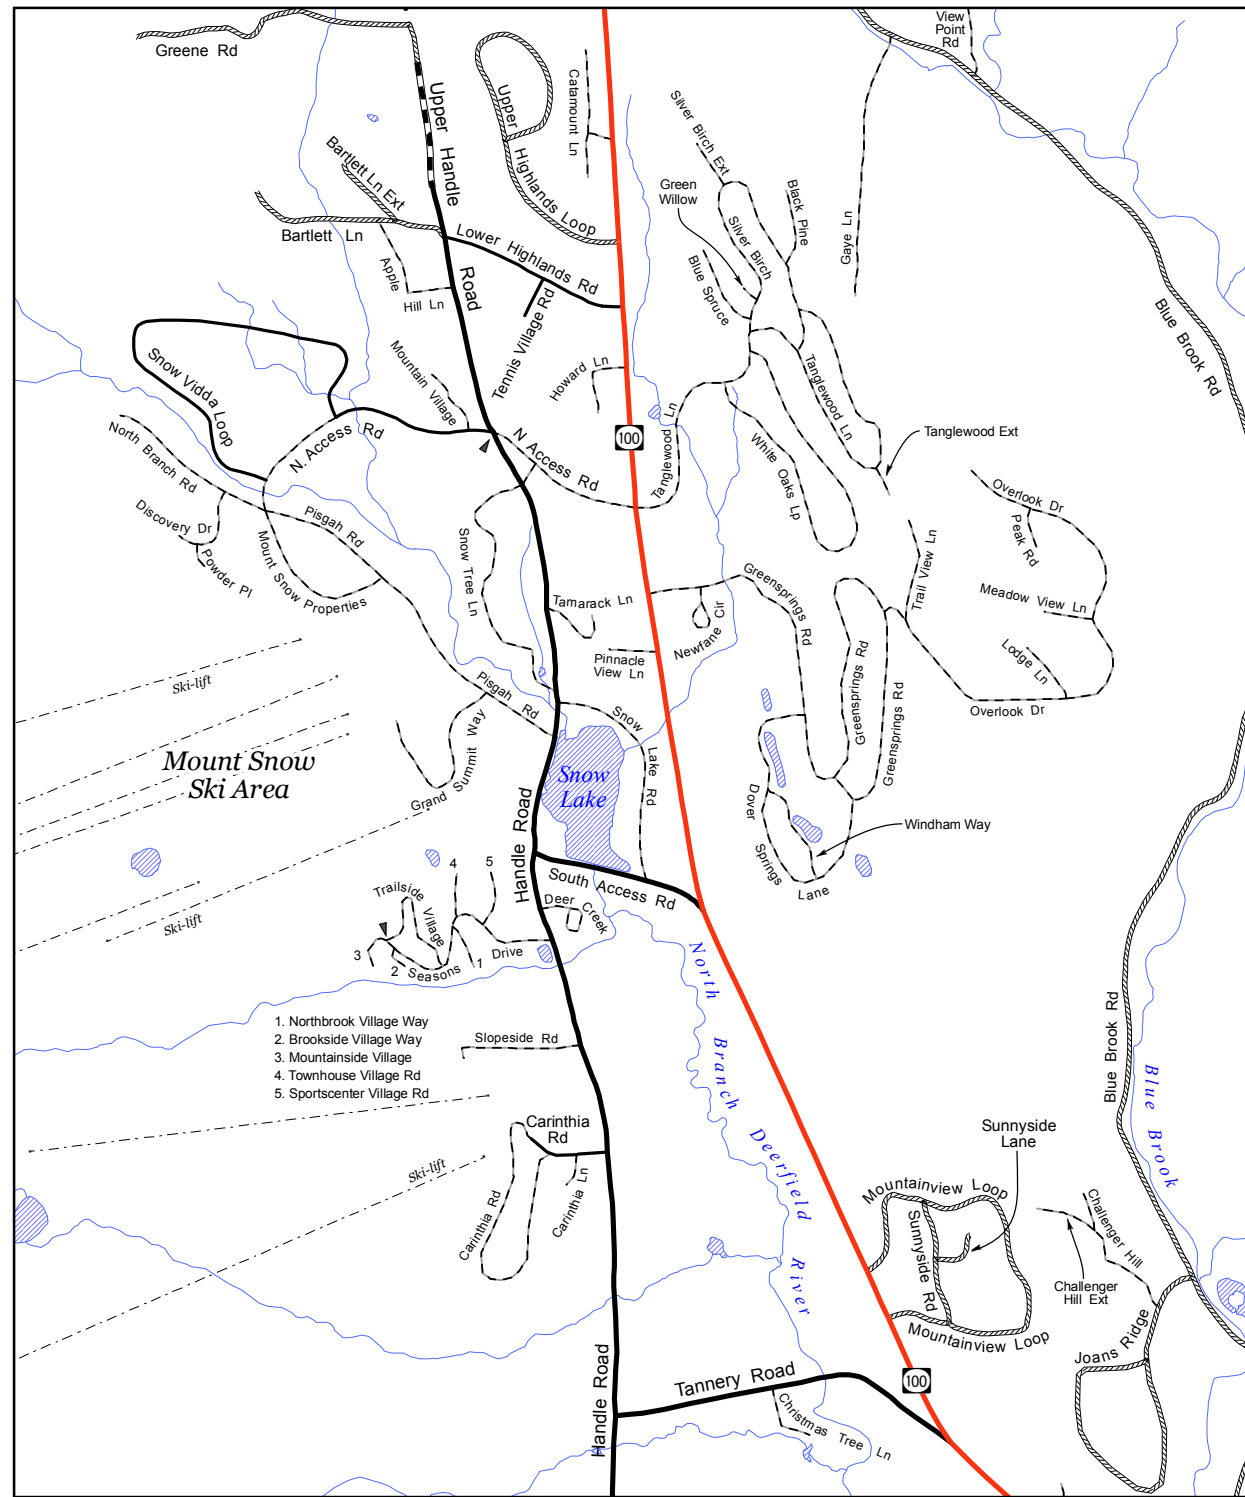 Greene Rd
View
Point
Rd
Upper Handle
Road
Upper
Highlands Loop
Catamount Ln
Silver Birch Ext
Green
Willow
Black Pine
Silver Birch
Blue Spruce
Gaye Ln
Blue Brook Rd
Bartlett Ln Ext
Bartlett Ln
Lower Highlands Rd
Apple
Hill Ln
Tennis Village Rd
Mountain Village
Howard Ln
Snow Vidda Loop
N. Access Rd
N Access Rd
100
Tanglewood Ln
Tanglewood Ln
Tanglewood Ext
White Oaks Lp
North Branch Rd
Discovery Dr
Powder Pl
Pisgah Rd
Mount Snow Properties
Snow Tree Ln
Overlook Dr
Peak Rd
Trail View Ln
Meadow View Ln
Lodge Ln
Overlook Dr
Tamarack Ln
Greensprings Rd
Newfane Cir
Pinnacle
View Ln
Greensprings Rd
Greensprings Rd
Ski-lift
Pisgah Rd
Snow
Lake Rd
Grand Summit Way
Mount Snow
Ski Area
Snow
Lake
Handle Road
Dover
Springs
Lane
Windham Way
South Access Rd
Deer Creek
4
5
Trailside
Village
Ski-lift
3
2
Seasons
1
Drive
North Branch Deerfield River
1. Northbrook Village Way
2. Brookside Village Way
3. Mountainside Village
4. Townhouse Village Rd
5. Sportscenter Village Rd
Slopeside Rd
Blue Brook Rd
Blue Brook
Carinthia
Rd
Carinthia Rd
Carinthia Ln
Ski-lift
Sunnyside
Lane
Mountainview Loop
Sunnyside Rd
Mountainview Loop
Challenger Hill
Challenger
Hill Ext
Joans Ridge
100
Tannery Road
Christmas Tree Ln
Handle Road